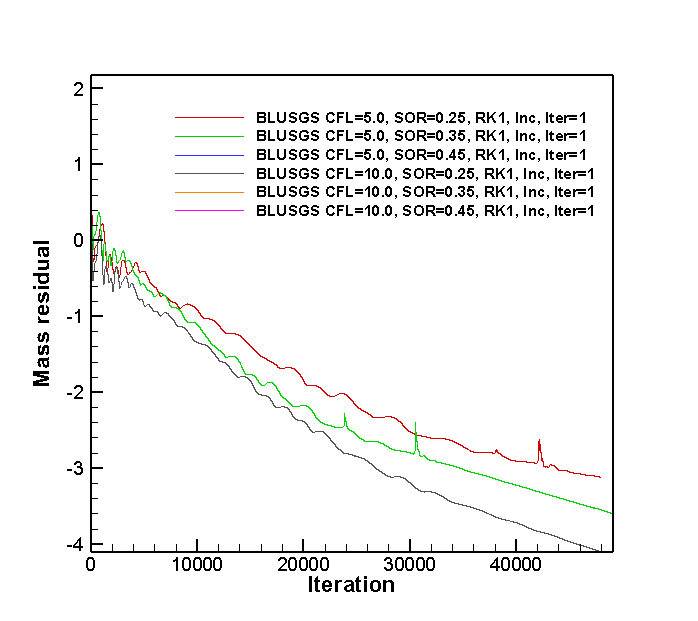 2
1
0
-1
-2
-3
-4
Mass residual
BLUSGS CFL=5.0, SOR=0.25, RK1, Inc, Iter=1
BLUSGS CFL=5.0, SOR=0.35, RK1, Inc, Iter=1
BLUSGS CFL=5.0, SOR=0.45, RK1, Inc, Iter=1
BLUSGS CFL=10.0, SOR=0.25, RK1, Inc, Iter=1
BLUSGS CFL=10.0, SOR=0.35, RK1, Inc, Iter=1
BLUSGS CFL=10.0, SOR=0.45, RK1, Inc, Iter=1
0 10000 20000 30000 40000
Iteration